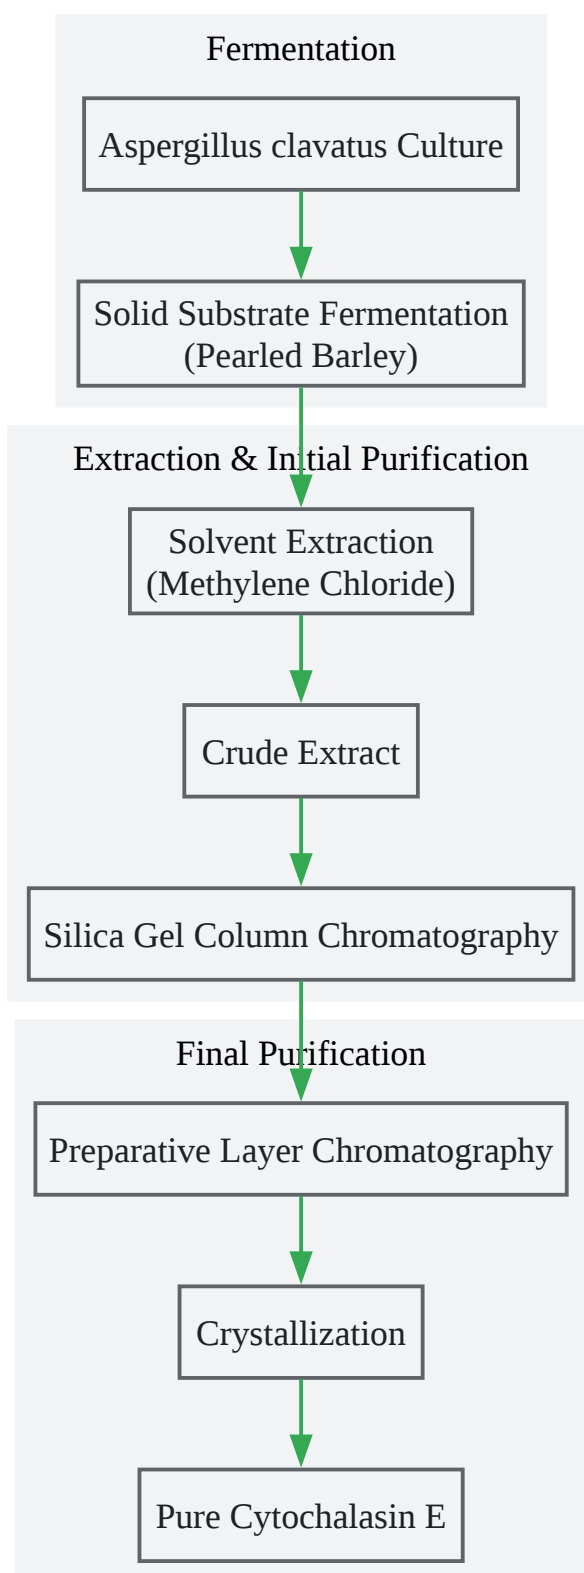 Fermentation
Aspergillus clavatus Culture
Solid Substrate Fermentation
(Pearled Barley)
Extraction & Initial Purification
Solvent Extraction
(Methylene Chloride)
Crude Extract
Silica Gel Column Chromatography
Final Purification
Preparative Layer Chromatography
Crystallization
Pure Cytochalasin E